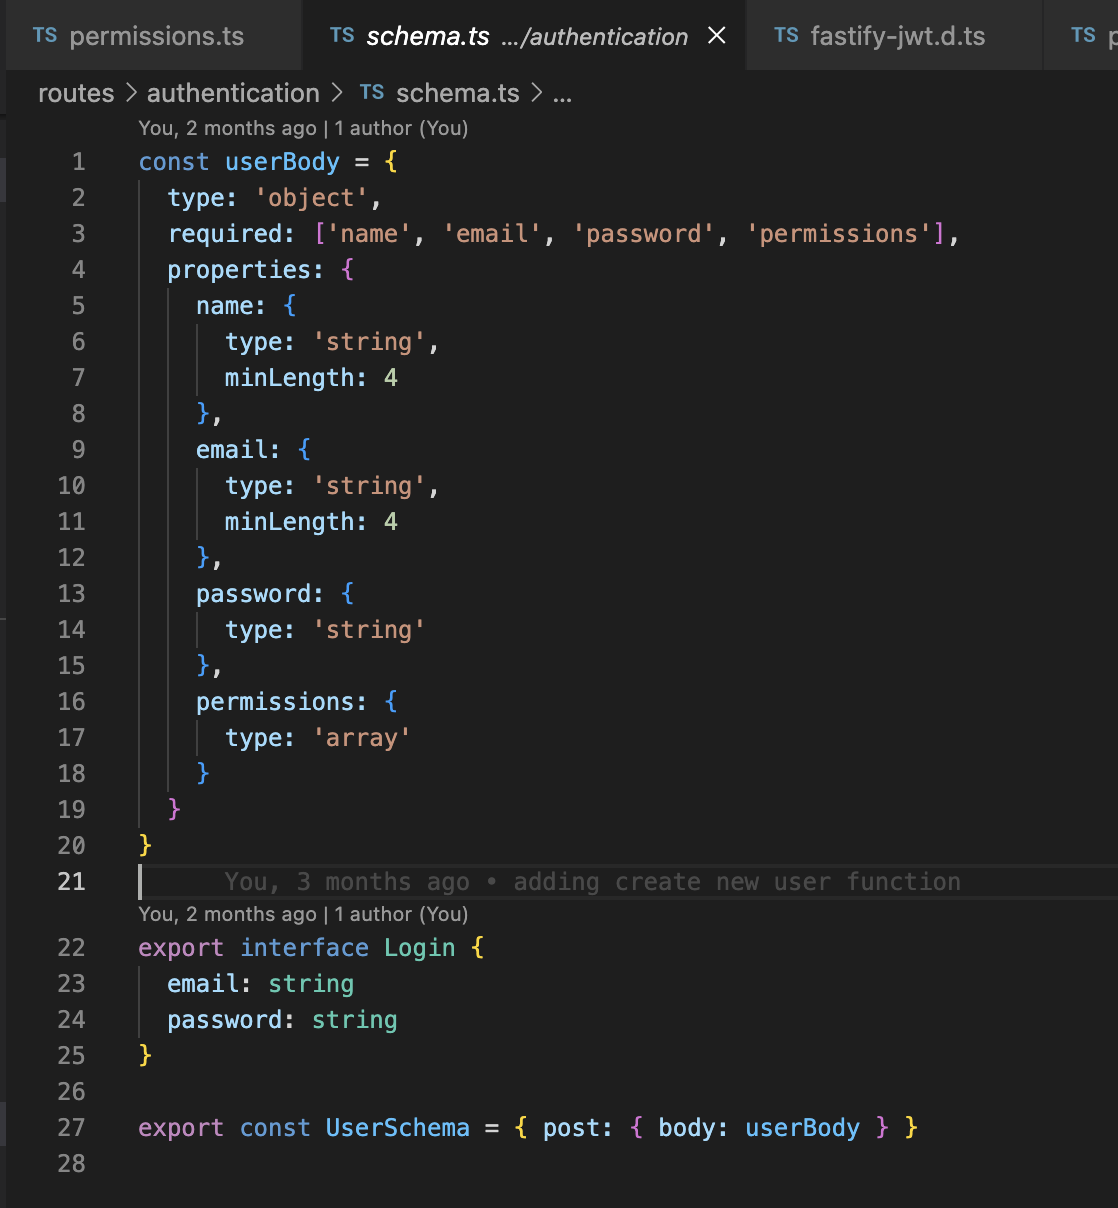 TS permissions.ts TS schema.ts .../authentication TS fastify-jwt.d.ts TS
routes > authentication > TS schema.ts > ...
You, 2 months ago | 1 author (You)
1 const userBody = {
2 type: 'object',
3 required: ['name', 'email', 'password', 'permissions'],
4 properties: {
5 name: {
6 type: 'string',
7 minLength: 4
8 },
9 email: {
10 type: 'string',
11 minLength: 4
12 },
13 password: {
14 type: 'string'
15 },
16 permissions: {
17 type: 'array'
18 }
19 }
20 }
21 You, 3 months ago • adding create new user function
You, 2 months ago | 1 author (You)
22 export interface Login {
23 email: string
24 password: string
25 }
26
27 export const UserSchema = { post: { body: userBody } }
28